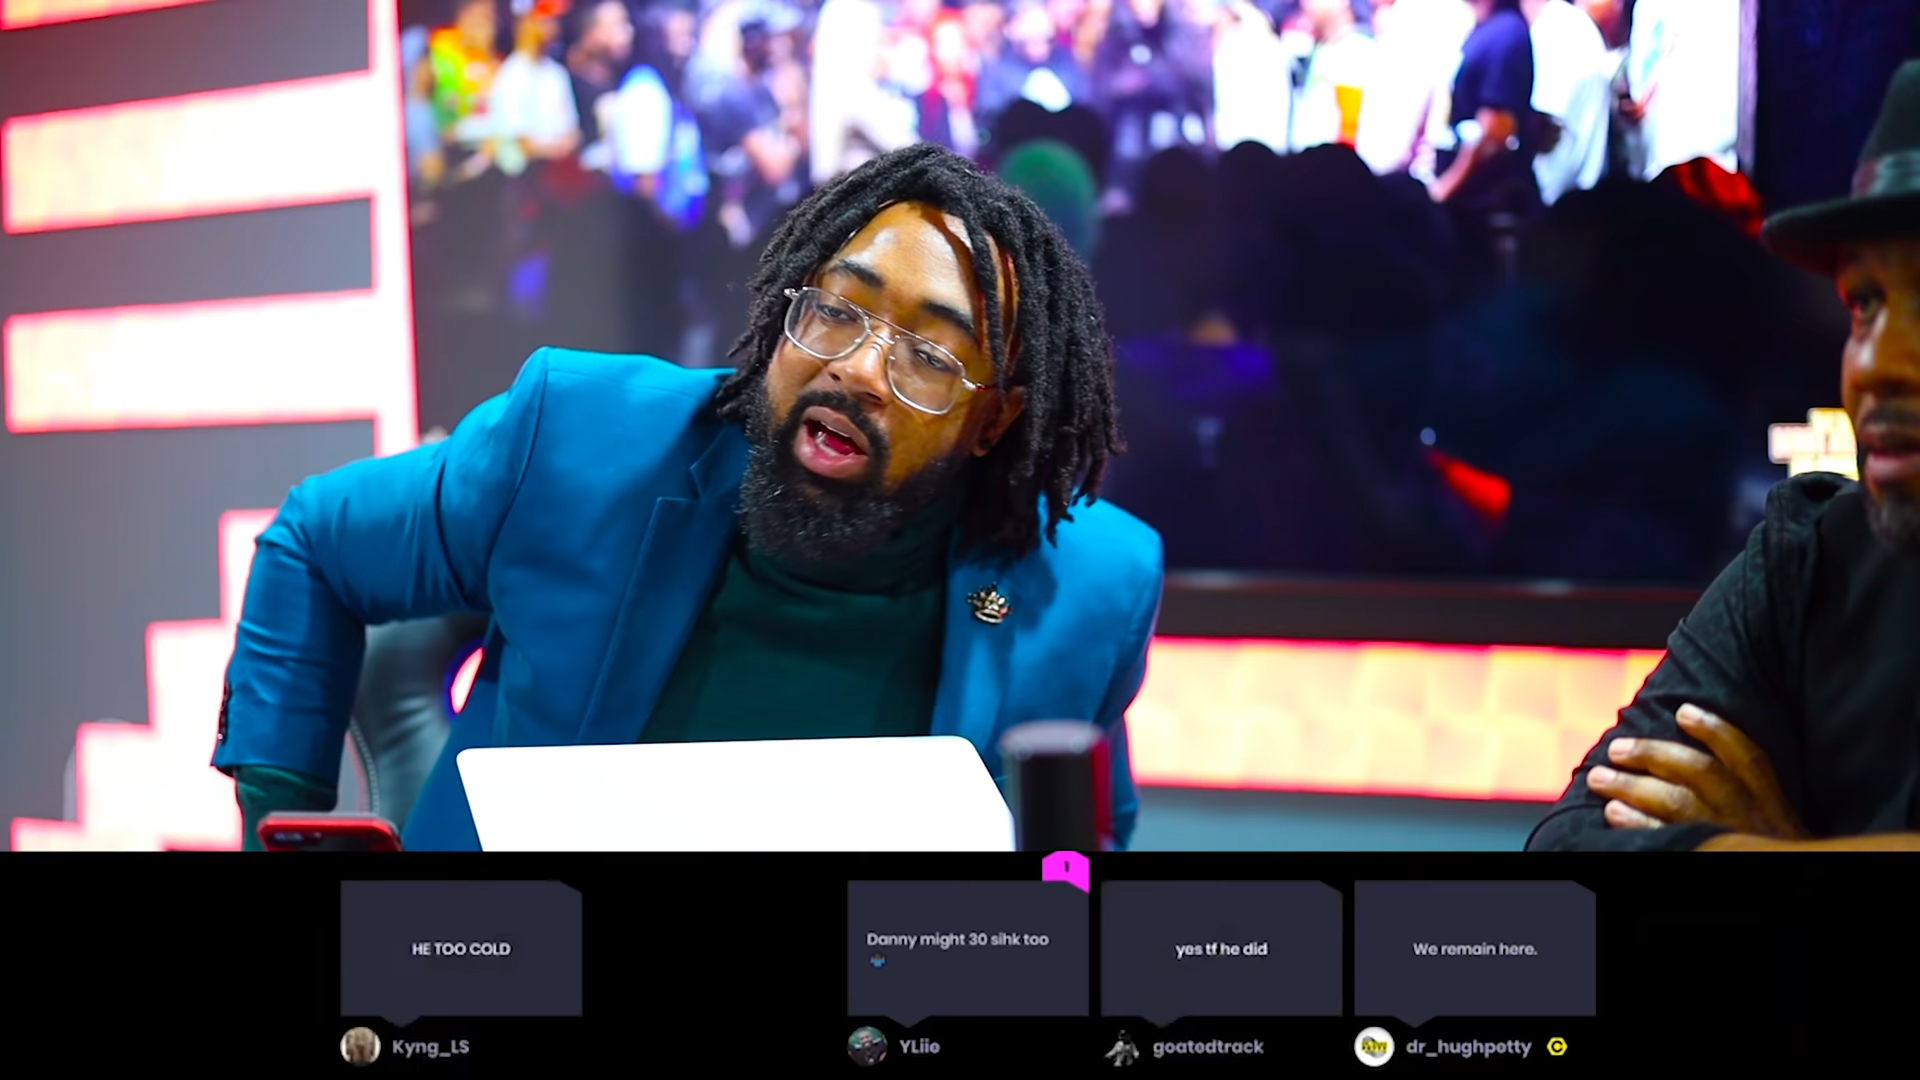 1
HE TOO COLD
Danny might 30 sihk too
yes tf he did
We remain here.
Kyng_LS
YLiie
goatedtrack
dr_hughpetty